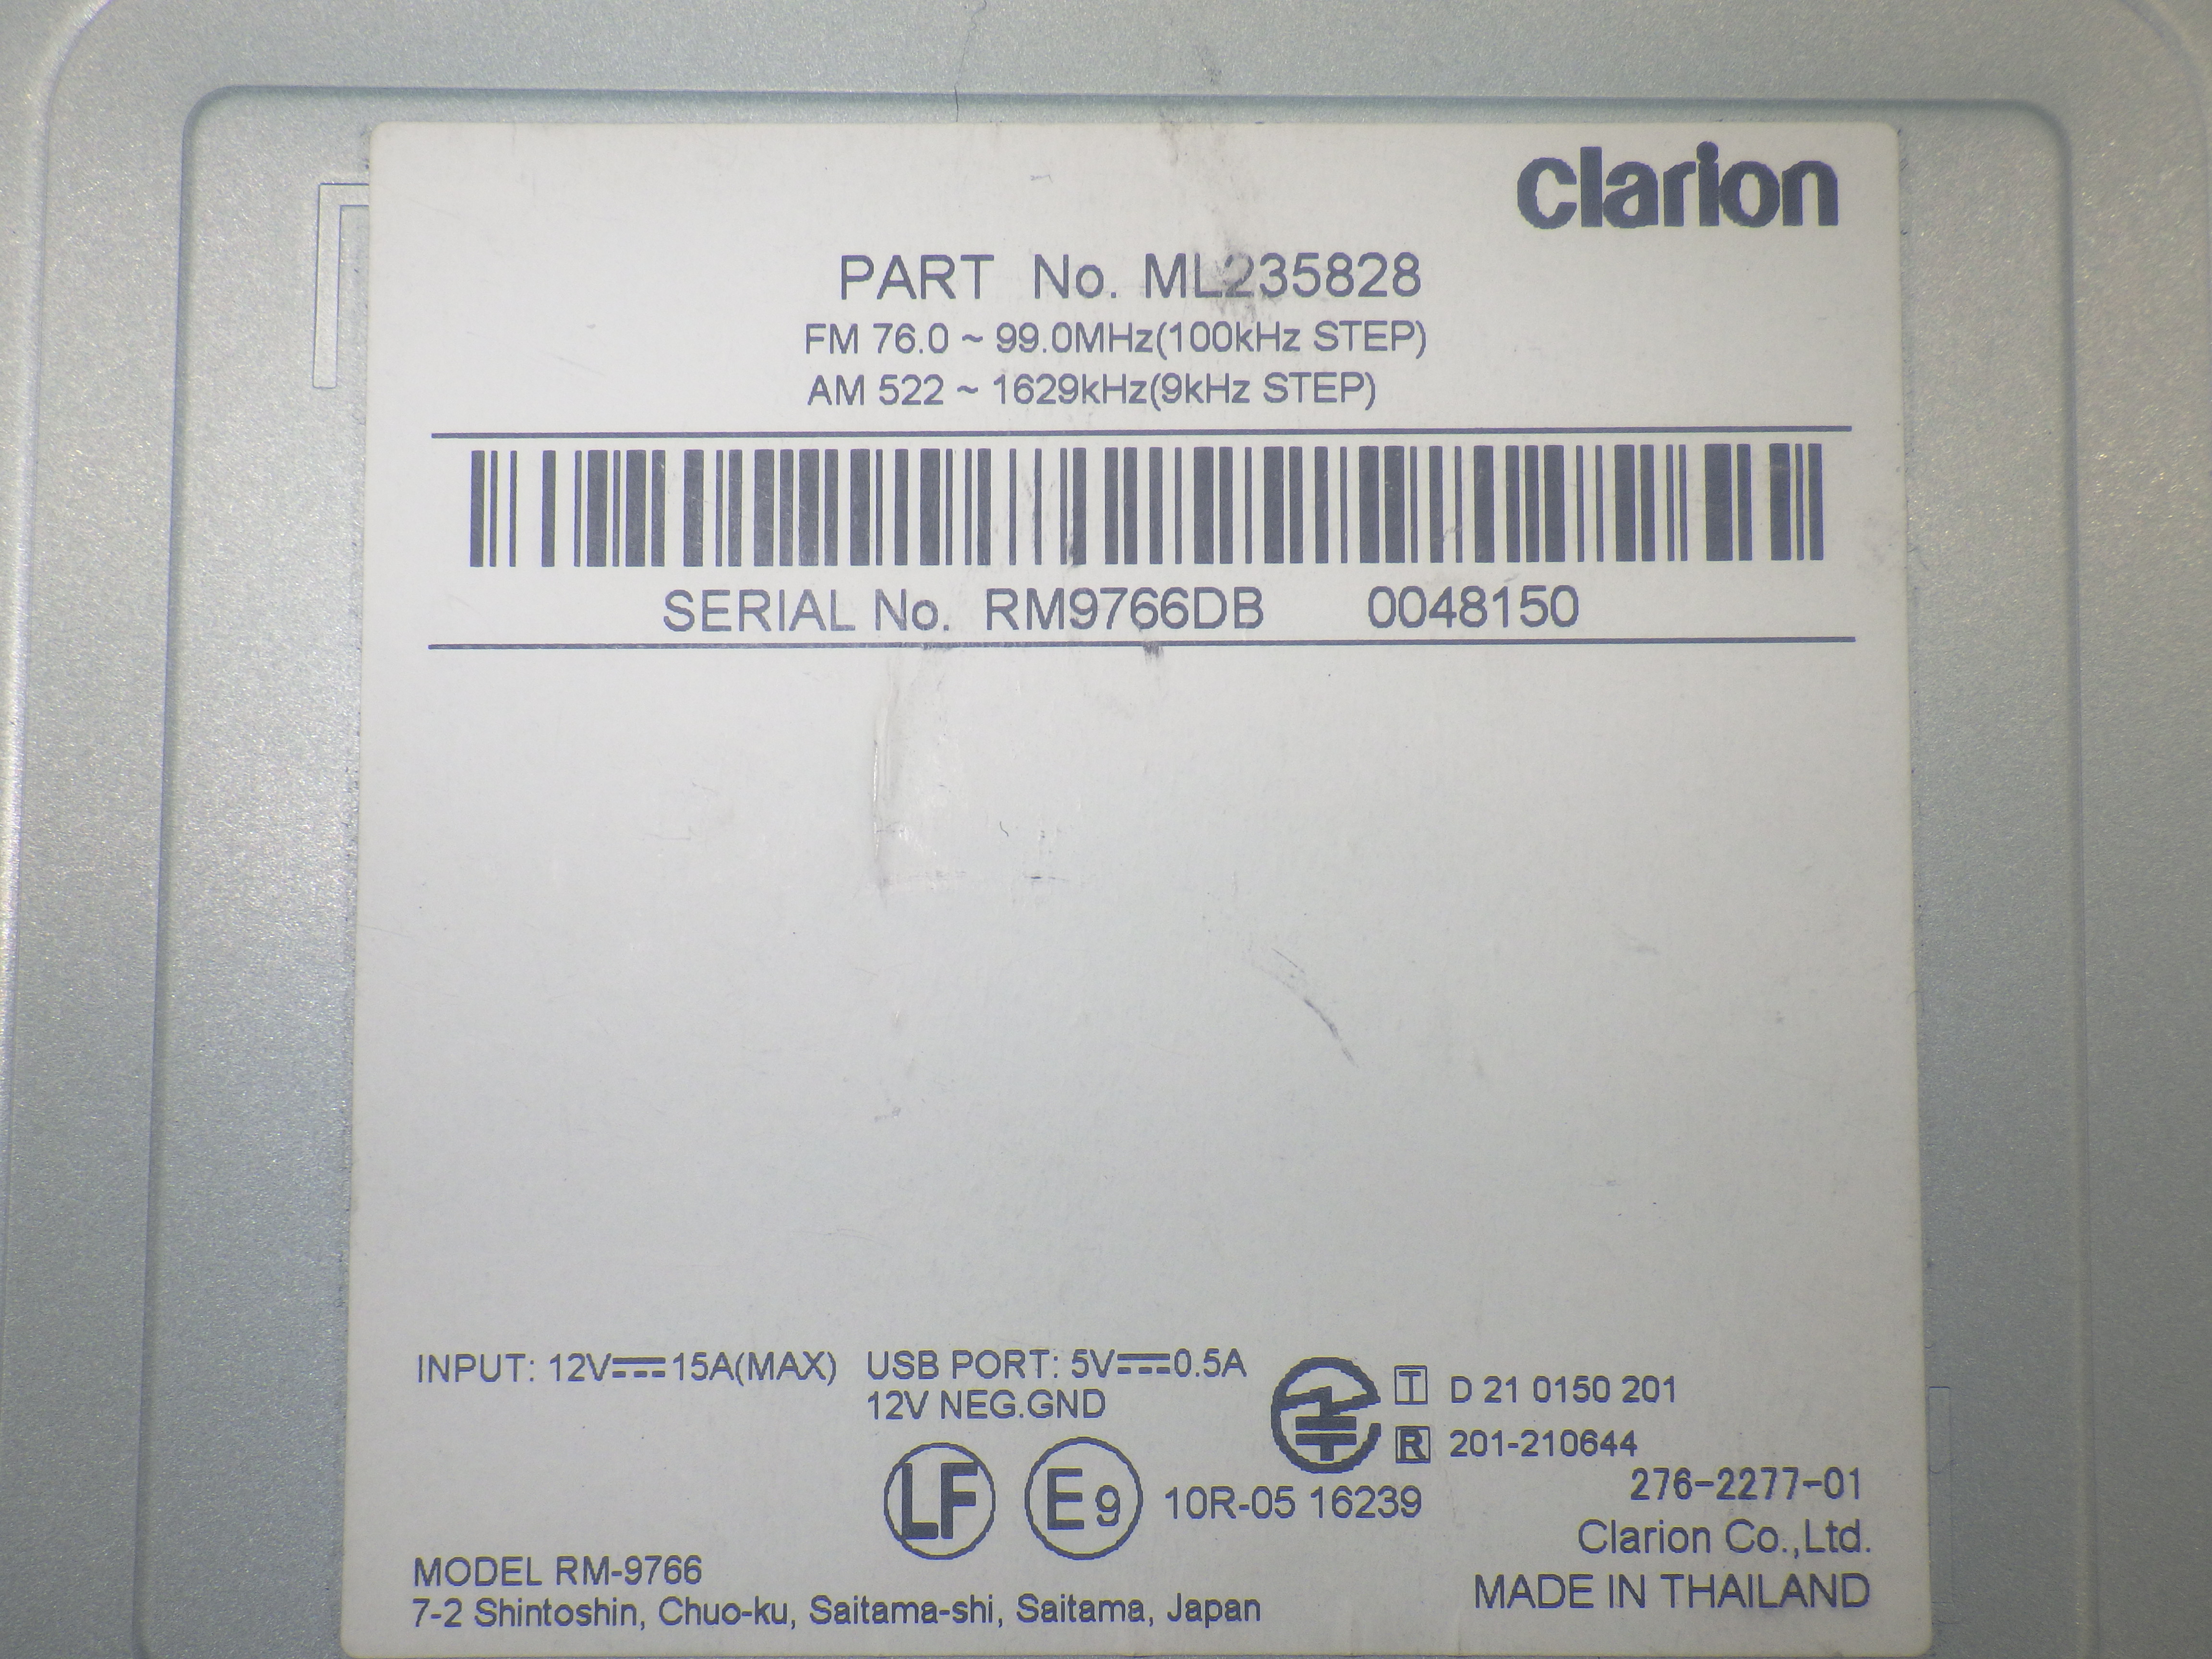 clarion
PART No. ML235828
FM 76.0 ~ 99.0MHz(100kHz STEP)
AM 522 ~ 1629kHz(9kHz STEP)
SERIAL No. RM9766DB 0048150
INPUT: 12V⎓15A(MAX) USB PORT: 5V⎓0.5A
12V NEG.GND
T D 21 0150 201
R 201-210644
276-2277-01
LF E9 10R-05 16239
Clarion Co.,Ltd.
MODEL RM-9766
MADE IN THAILAND
7-2 Shintoshin, Chuo-ku, Saitama-shi, Saitama, Japan